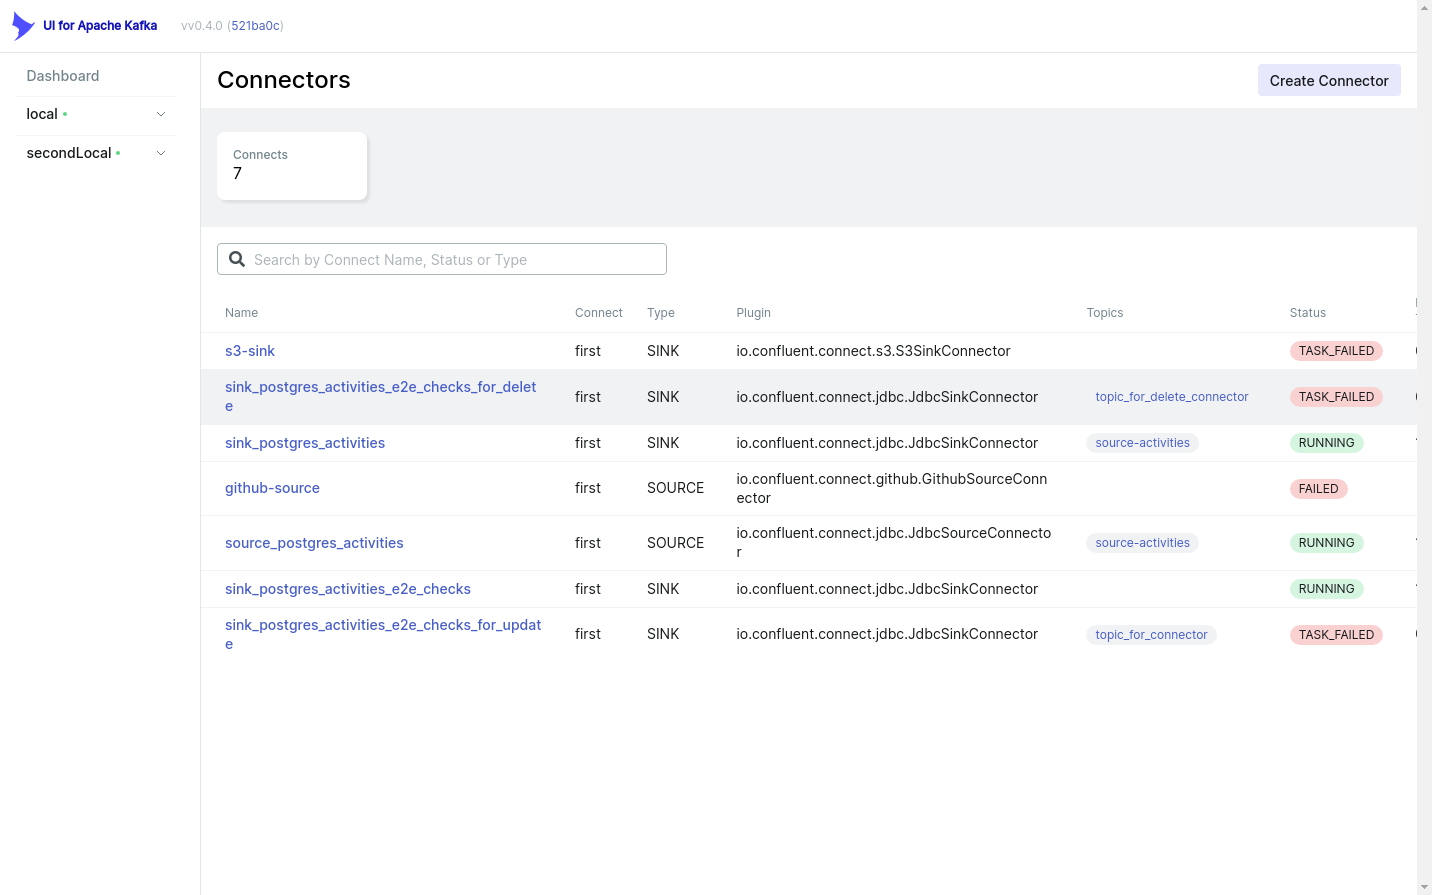 UI for Apache Kafka vv0.4.0 (521ba0c)
Dashboard
local
secondLocal
Connectors
Create Connector
Connects
7
Search by Connect Name, Status or Type
Name Connect Type Plugin Topics Status
s3-sink first SINK io.confluent.connect.s3.S3SinkConnector TASK_FAILED
sink_postgres_activities_e2e_checks_for_delet
e
first SINK io.confluent.connect.jdbc.JdbcSinkConnector topic_for_delete_connector TASK_FAILED
sink_postgres_activities first SINK io.confluent.connect.jdbc.JdbcSinkConnector source-activities RUNNING
github-source first SOURCE io.confluent.connect.github.GithubSourceConn
ector
FAILED
source_postgres_activities first SOURCE io.confluent.connect.jdbc.JdbcSourceConnecto
r
source-activities RUNNING
sink_postgres_activities_e2e_checks first SINK io.confluent.connect.jdbc.JdbcSinkConnector RUNNING
sink_postgres_activities_e2e_checks_for_updat
e
first SINK io.confluent.connect.jdbc.JdbcSinkConnector topic_for_connector TASK_FAILED